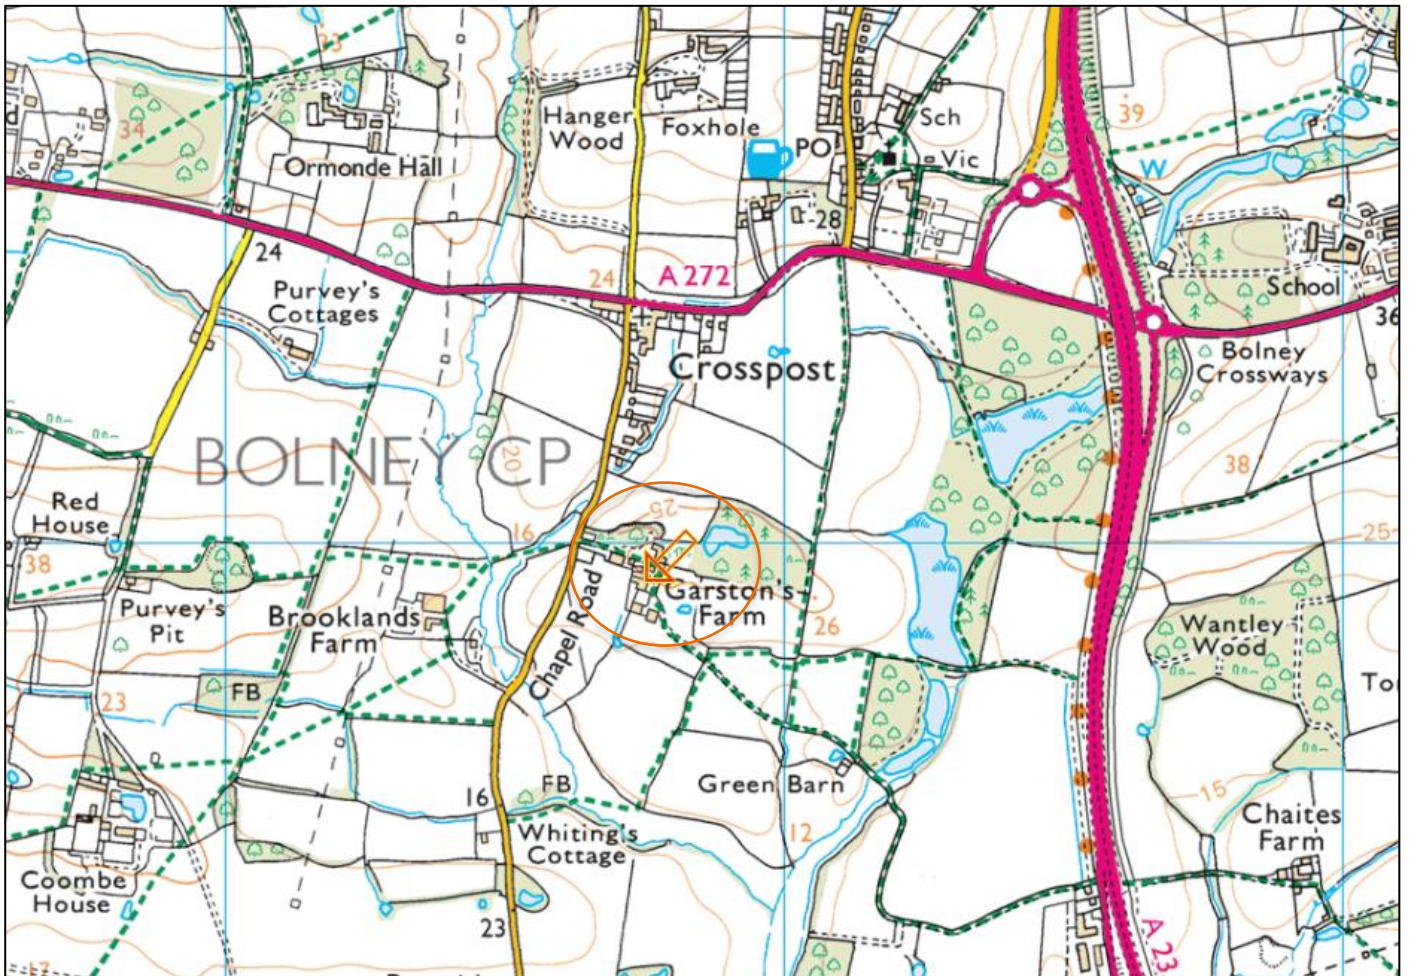 23
39
34
d
Ormonde Hall
Hanger
Wood
Foxhole
PO
Sch
Vic
W
28
24
24
A 272
Purvey's
Cottages
School
36
Crosspost
Bolney
Crossways
BOLNEY CP
20
38
Red
House
25
16
25
38
Purvey's
Pit
Brooklands
Farm
Chapel Road
Garston's
Farm
26
Wantley
Wood
FB
23
Green Barn
FB
16
15
Whiting's
Cottage
12
Chaites
Farm
Coombe
House
23
A 23
17